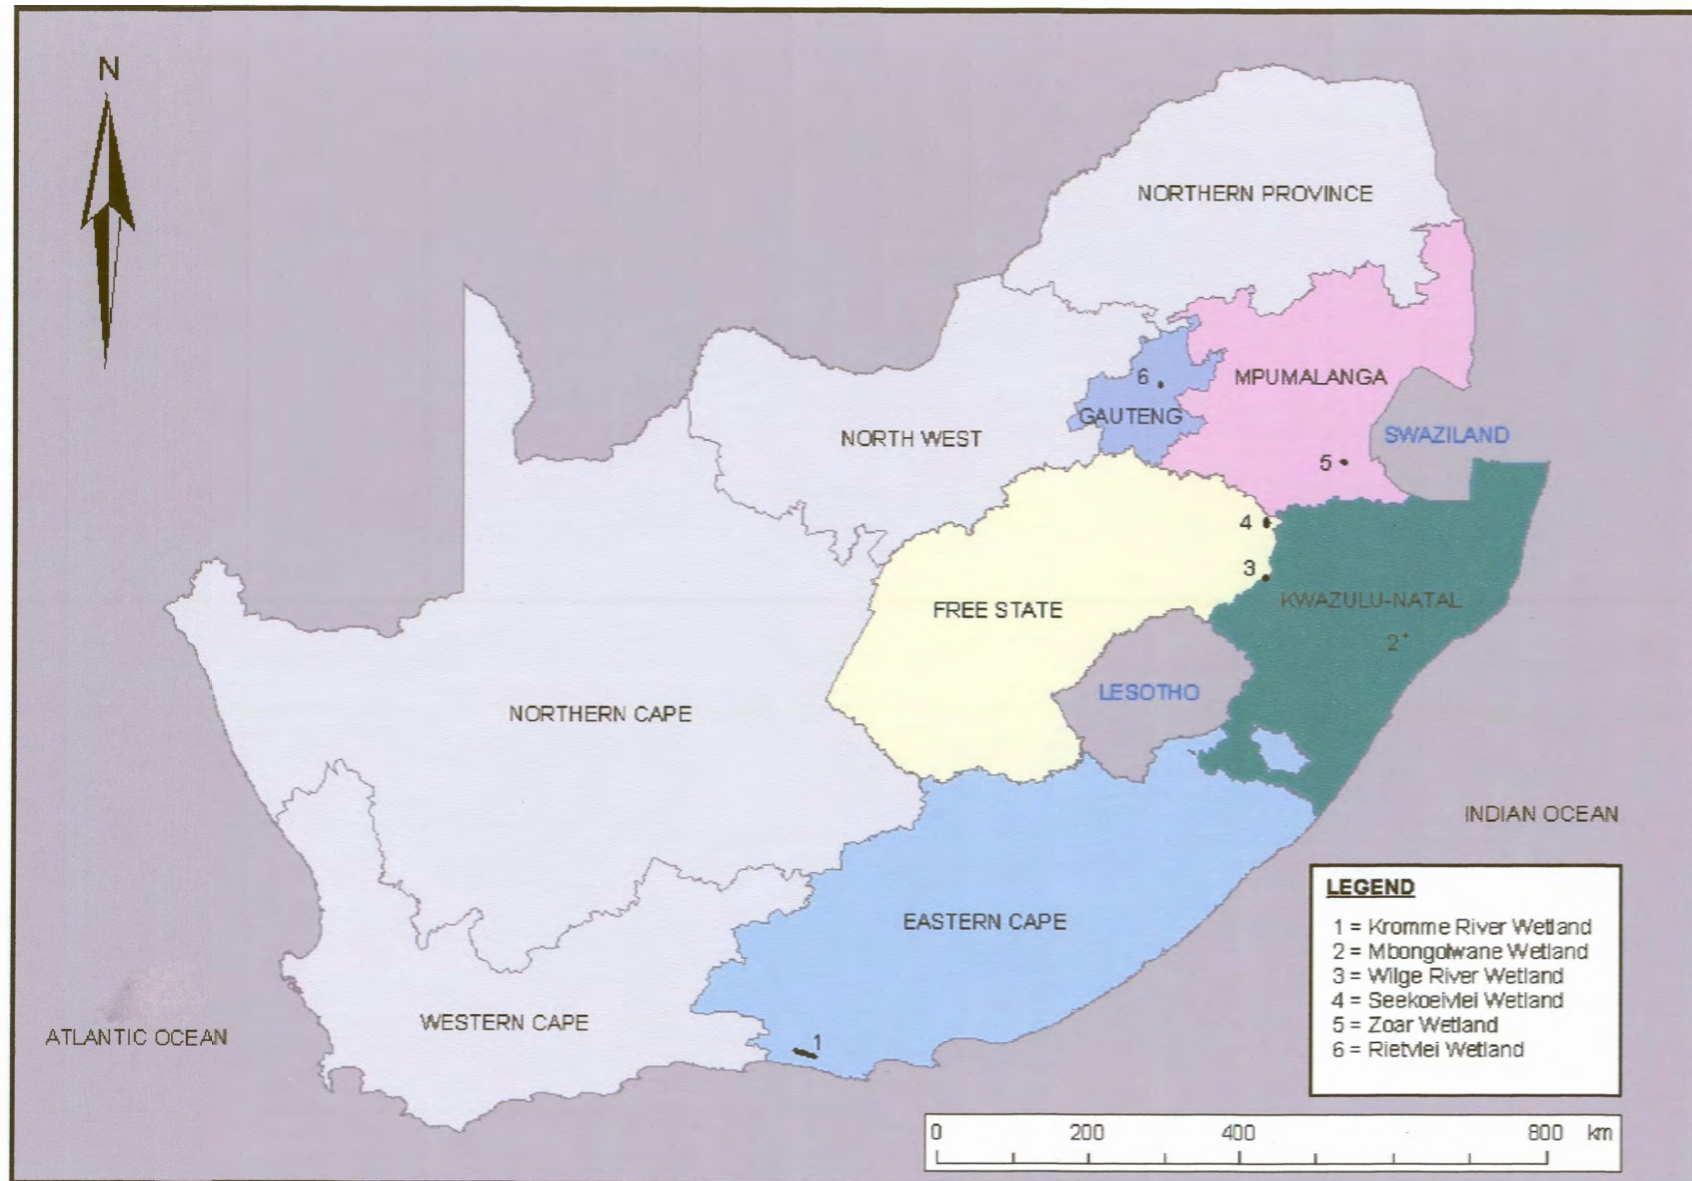 N
NORTHERN PROVINCE
6
MPUMALANGA
GAUTENG
NORTH WEST
SWAZILAND
5
4
3
KWAZULU-NATAL
FREE STATE
2
LESOTHO
NORTHERN CAPE
INDIAN OCEAN
EASTERN CAPE
WESTERN CAPE
1
ATLANTIC OCEAN
LEGEND
1 = Kromme River Wetland
2 = Mbongolwane Wetland
3 = Wilge River Wetland
4 = Seekoeivlei Wetland
5 = Zoar Wetland
6 = Rietvlei Wetland
0 200 400 800 km